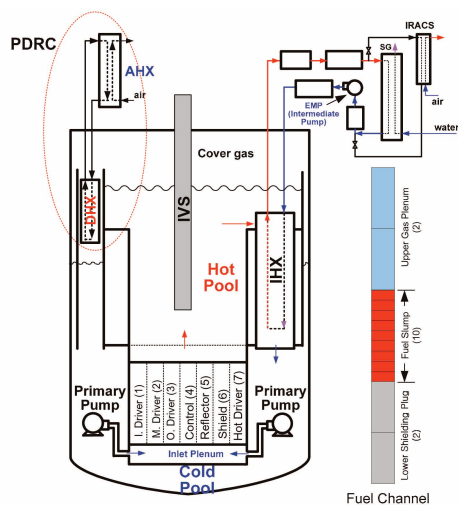 PDRC
AHX
air
DHX
IVS
Cover gas
Hot
Pool
IHX
EMP
(Intermediate
Pump)
SG
IRACS
air
water
Primary
Pump
I. Driver (1)
M. Driver (2)
O. Driver (3)
Control (4)
Reflector (5)
Shield (6)
Hot Driver (7)
Primary
Pump
Inlet Plenum
Cold
Pool
Upper Gas Plenum
(2)
Fuel Slump
(10)
Lower Shielding Plug
(2)
Fuel Channel